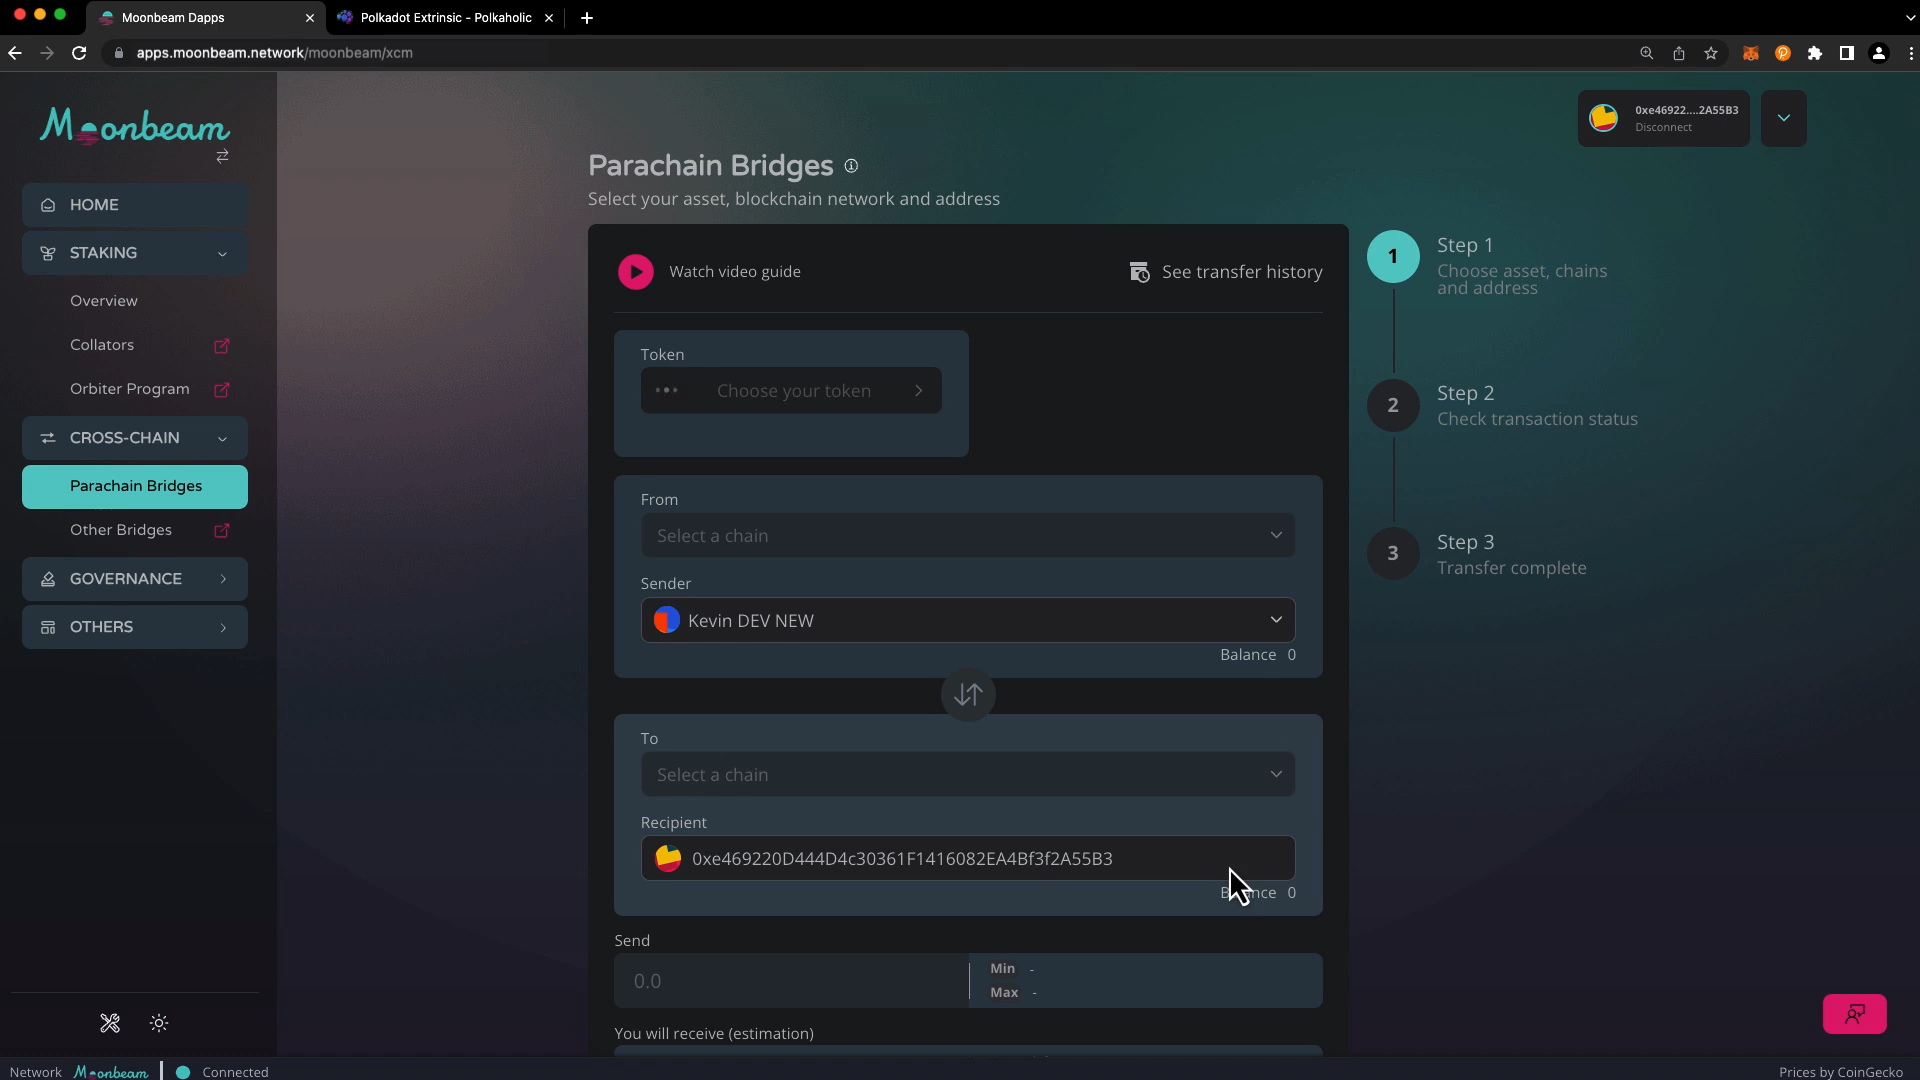 Moonbeam Dapps
Polkadot Extrinsic - Polkaholic
apps.moonbeam.network/moonbeam/xcm
Moonbeam
0xe46922....2A55B3
Disconnect
HOME
STAKING
Overview
Collators
Orbiter Program
CROSS-CHAIN
Parachain Bridges
Other Bridges
GOVERNANCE
OTHERS
Parachain Bridges
Select your asset, blockchain network and address
Watch video guide
See transfer history
Token
Choose your token
From
Select a chain
Sender
Kevin DEV NEW
Balance 0
To
Select a chain
Recipient
0xe469220D444D4c30361F1416082EA4Bf3f2A55B3
Balance 0
Send
0.0
Min -
Max -
You will receive (estimation)
1
Step 1
Choose asset, chains
and address
2
Step 2
Check transaction status
3
Step 3
Transfer complete
Network Moonbeam Connected
Prices by CoinGecko